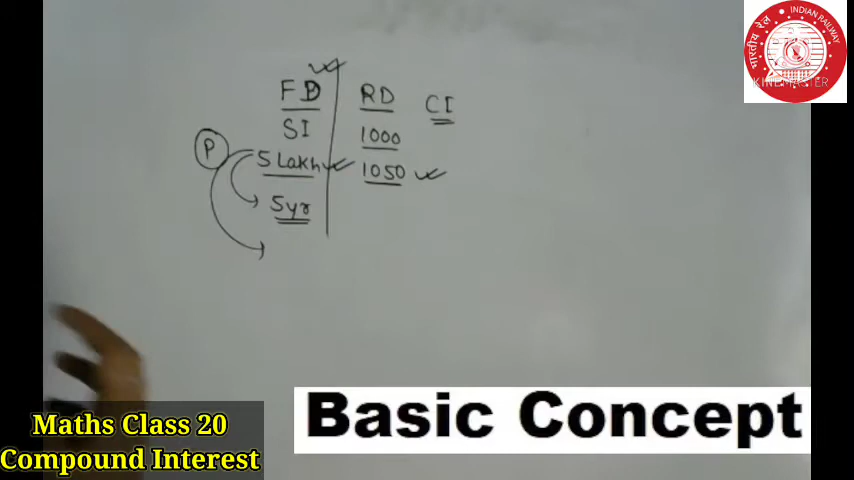 भारतीय रेल
INDIAN RAILWAY
KINEMASTER
FD RD CI
SI 1000
P 5 Lakh 1050
5yr
Basic Concept
Maths Class 20
Compound Interest